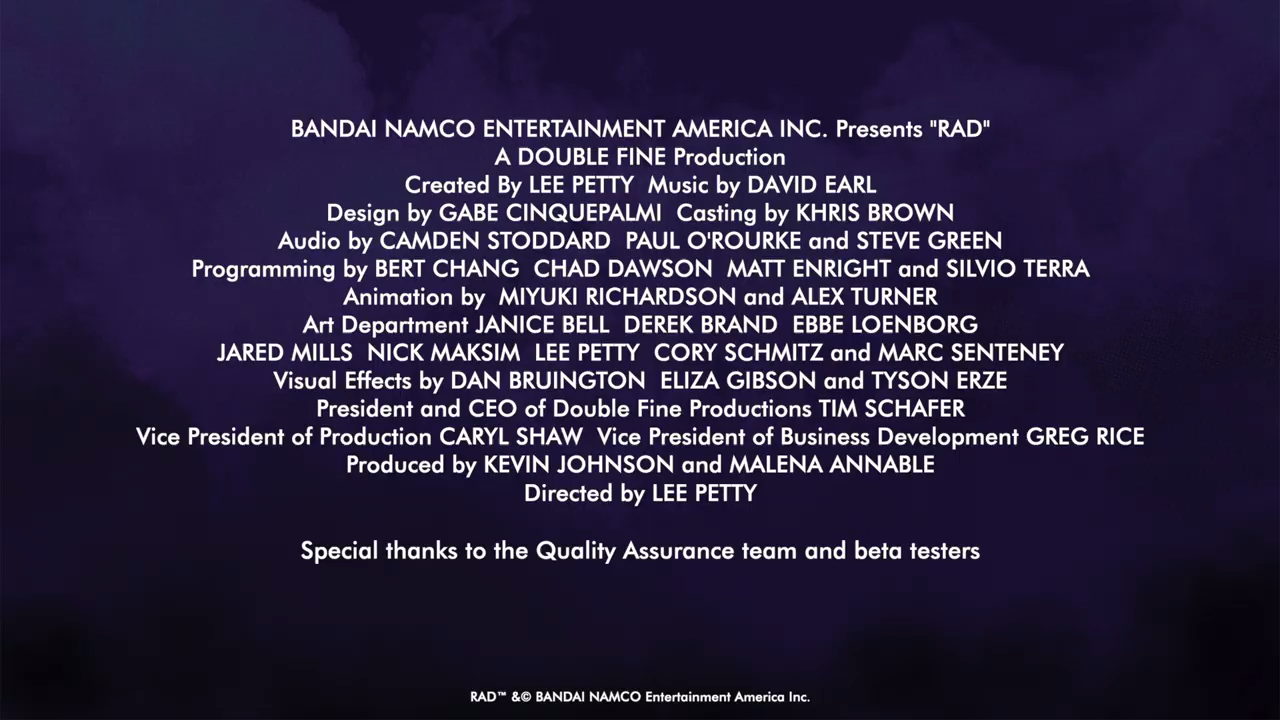 BANDAI NAMCO ENTERTAINMENT AMERICA INC. Presents "RAD"
A DOUBLE FINE Production
Created By LEE PETTY  Music by DAVID EARL
Design by GABE CINQUEPALMI  Casting by KHRIS BROWN
Audio by CAMDEN STODDARD  PAUL O'ROURKE and STEVE GREEN
Programming by BERT CHANG  CHAD DAWSON  MATT ENRIGHT and SILVIO TERRA
Animation by  MIYUKI RICHARDSON and ALEX TURNER
Art Department JANICE BELL  DEREK BRAND  EBBE LOENBORG
JARED MILLS  NICK MAKSIM  LEE PETTY  CORY SCHMITZ and MARC SENTENEY
Visual Effects by DAN BRUINGTON  ELIZA GIBSON and TYSON ERZE
President and CEO of Double Fine Productions TIM SCHAFER
Vice President of Production CARYL SHAW  Vice President of Business Development GREG RICE
Produced by KEVIN JOHNSON and MALENA ANNABLE
Directed by LEE PETTY
Special thanks to the Quality Assurance team and beta testers
RAD™ &© BANDAI NAMCO Entertainment America Inc.